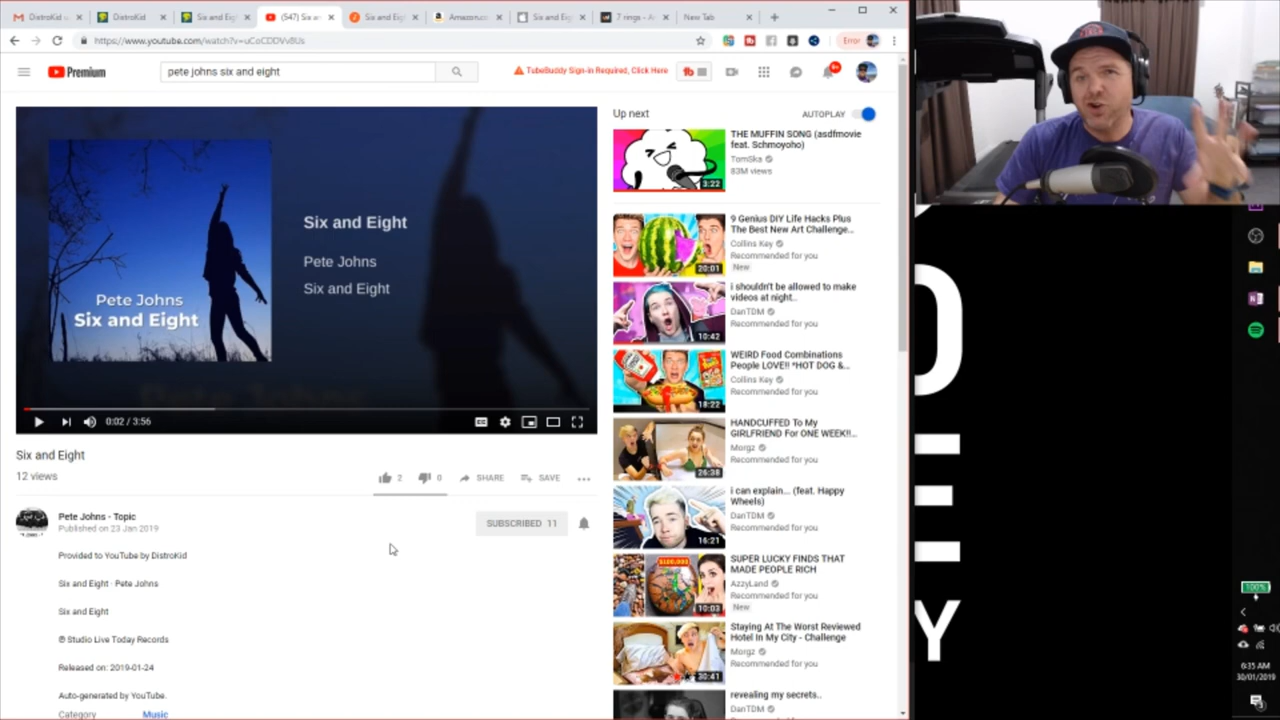 DistroKid
Six and Eig
(547) Six an
Six and Eig
Amazon
Six and Eig
7 rings - A
New Tab
https://www.youtube.com/watch?v=uCoCDDVv8Us
Error
Premium
pete johns six and eight
TubeBuddy Sign-in Required, Click Here
tb
9+
Six and Eight
Pete Johns
Six and Eight
Pete Johns
Six and Eight
0:02 / 3:56
Six and Eight
12 views
2
0
SHARE
SAVE
Pete Johns - Topic
Published on 23 Jan 2019
SUBSCRIBED 11
Provided to YouTube by DistroKid
Six and Eight · Pete Johns
Six and Eight
℗ Studio Live Today Records
Released on: 2019-01-24
Auto-generated by YouTube.
Category
Music
Up next
AUTOPLAY
3:22
THE MUFFIN SONG (asdfmovie
feat. Schmoyoho)
TomSka
83M views
20:01
9 Genius DIY Life Hacks Plus
The Best New Art Challenge...
Collins Key
Recommended for you
New
10:42
i shouldn't be allowed to make
videos at night..
DanTDM
Recommended for you
18:22
WEIRD Food Combinations
People LOVE!! *HOT DOG &...
Collins Key
Recommended for you
26:38
HANDCUFFED To My
GIRLFRIEND For ONE WEEK!!...
Morgz
Recommended for you
16:21
i can explain... (feat. Happy
Wheels)
DanTDM
Recommended for you
$100,000
10:03
SUPER LUCKY FINDS THAT
MADE PEOPLE RICH
AzzyLand
Recommended for you
New
30:41
Staying At The Worst Reviewed
Hotel In My City - Challenge
Morgz
Recommended for you
revealing my secrets..
DanTDM
O
E
Y
100%
6:35 AM
30/01/2019